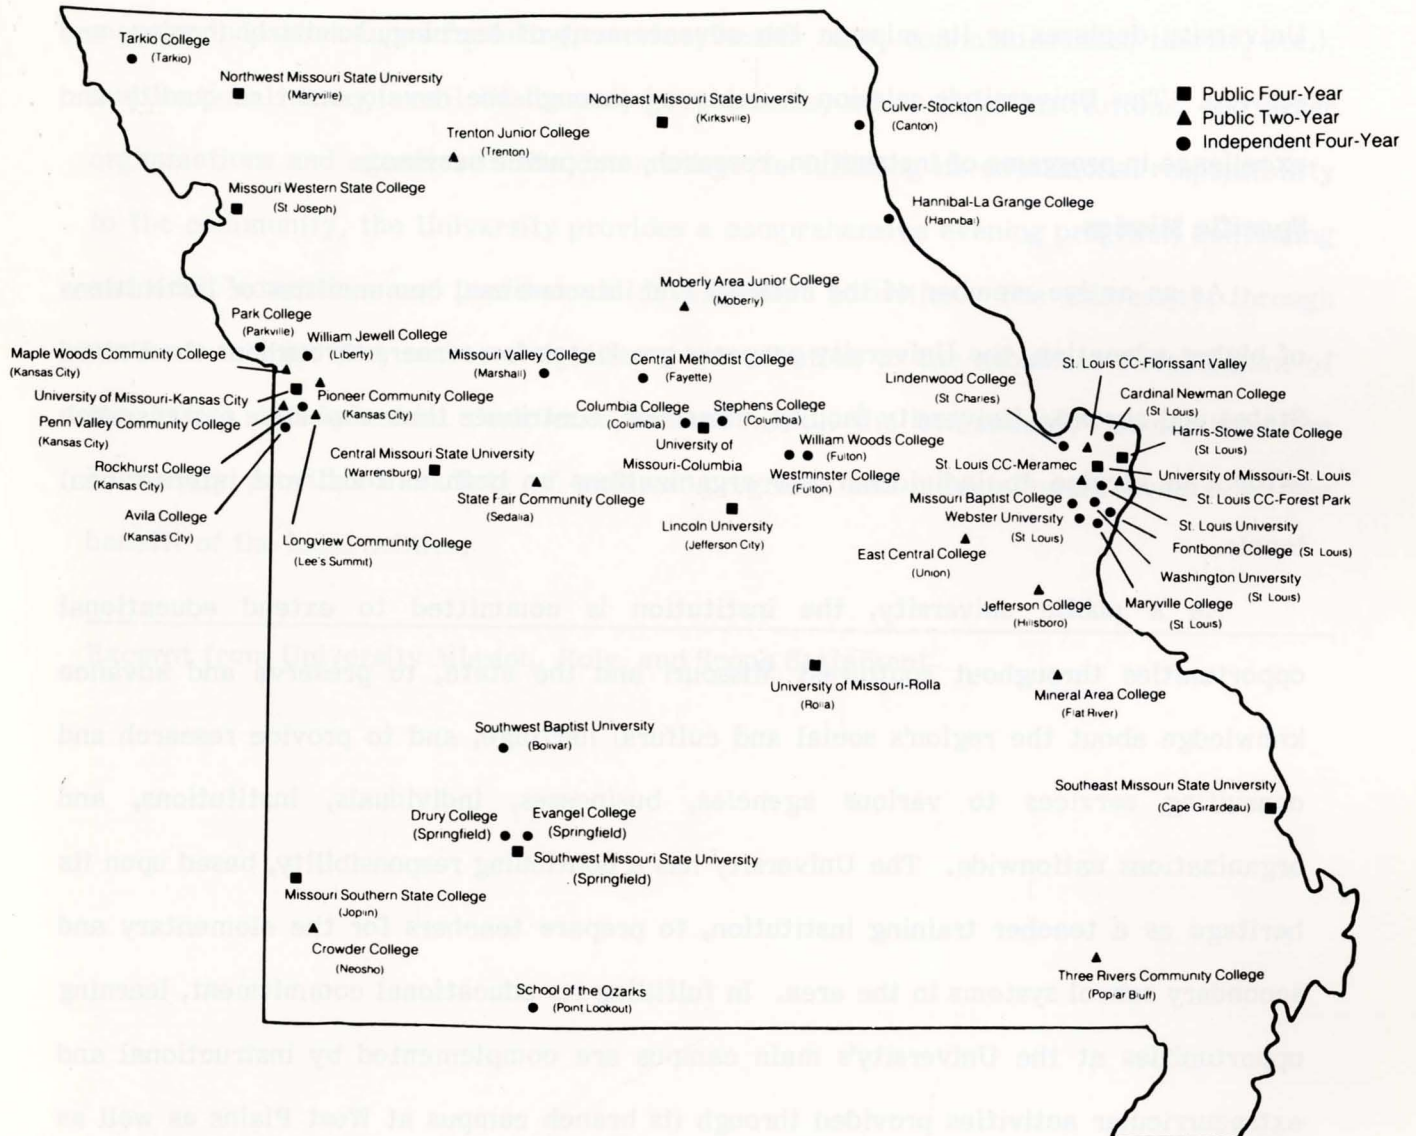 Tarkio College
(Tarkio)
Northwest Missouri State University
(Maryville)
Northeast Missouri State University
(Kirksville)
Culver-Stockton College
(Canton)
Public Four-Year
Public Two-Year
Independent Four-Year
Trenton Junior College
(Trenton)
Missouri Western State College
(St. Joseph)
Hannibal-La Grange College
(Hannibal)
Moberly Area Junior College
(Moberly)
Park College
(Parkville)
William Jewell College
(Liberty)
Maple Woods Community College
(Kansas City)
University of Missouri-Kansas City
Pioneer Community College
(Kansas City)
Penn Valley Community College
(Kansas City)
Rockhurst College
(Kansas City)
Avila College
(Kansas City)
Longview Community College
(Lee's Summit)
Missouri Valley College
(Marshall)
Central Methodist College
(Fayette)
Columbia College
(Columbia)
Stephens College
(Columbia)
University of
Missouri-Columbia
William Woods College
(Fulton)
Westminster College
(Fulton)
Central Missouri State University
(Warrensburg)
State Fair Community College
(Sedalia)
Lincoln University
(Jefferson City)
Lindenwood College
(St Charles)
St. Louis CC-Florissant Valley
Cardinal Newman College
(St Louis)
Harris-Stowe State College
(St Louis)
St. Louis CC-Meramec
University of Missouri-St. Louis
Missouri Baptist College
St. Louis CC-Forest Park
Webster University
(St Louis)
St. Louis University
Fontbonne College (St Louis)
East Central College
(Union)
Washington University
(St Louis)
Jefferson College
(Hillsboro)
Maryville College
(St Louis)
University of Missouri-Rolla
(Rolla)
Mineral Area College
(Flat River)
Southwest Baptist University
(Bolivar)
Southeast Missouri State University
(Cape Girardeau)
Drury College
(Springfield)
Evangel College
(Springfield)
Southwest Missouri State University
(Springfield)
Missouri Southern State College
(Joplin)
Crowder College
(Neosho)
Three Rivers Community College
(Poplar Bluff)
School of the Ozarks
(Point Lookout)